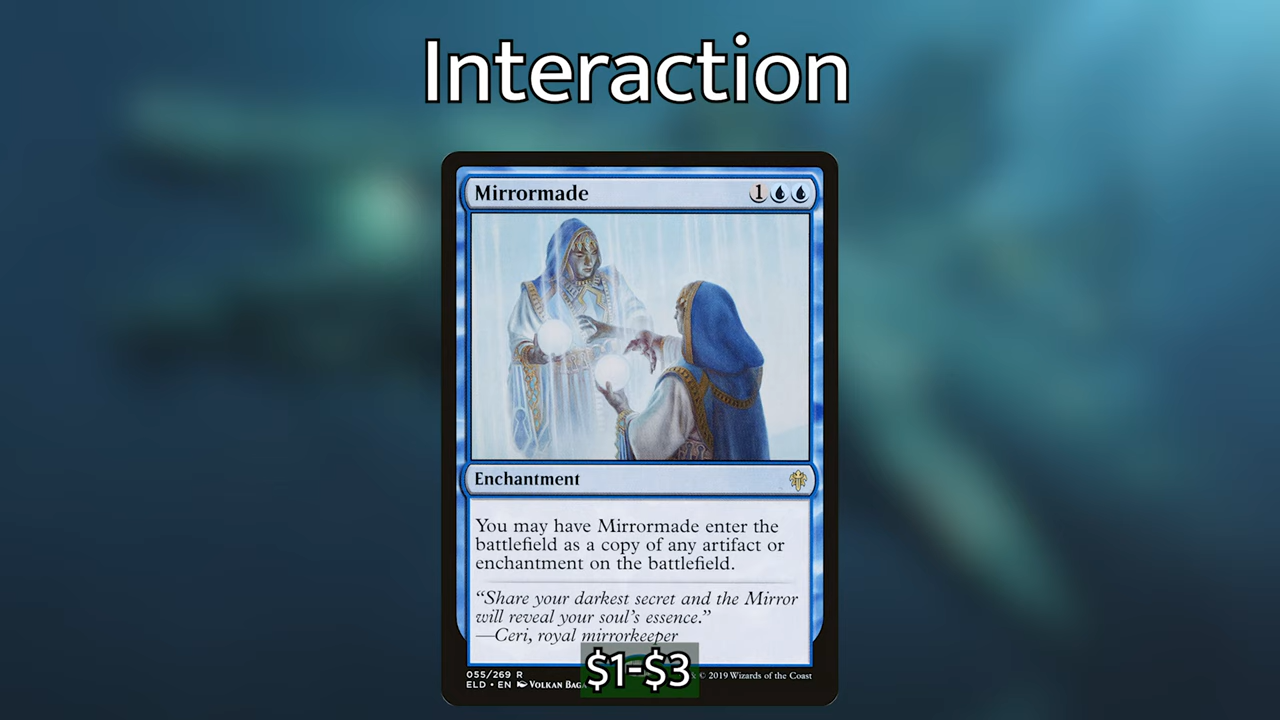 Interaction
Mirrormade
1
Enchantment
You may have Mirrormade enter the
battlefield as a copy of any artifact or
enchantment on the battlefield.
“Share your darkest secret and the Mirror
will reveal your soul’s essence.”
—Ceri, royal mirrorkeeper
$1-$3
055/269 R
ELD • EN VOLKAN
& © 2019 Wizards of the Coast